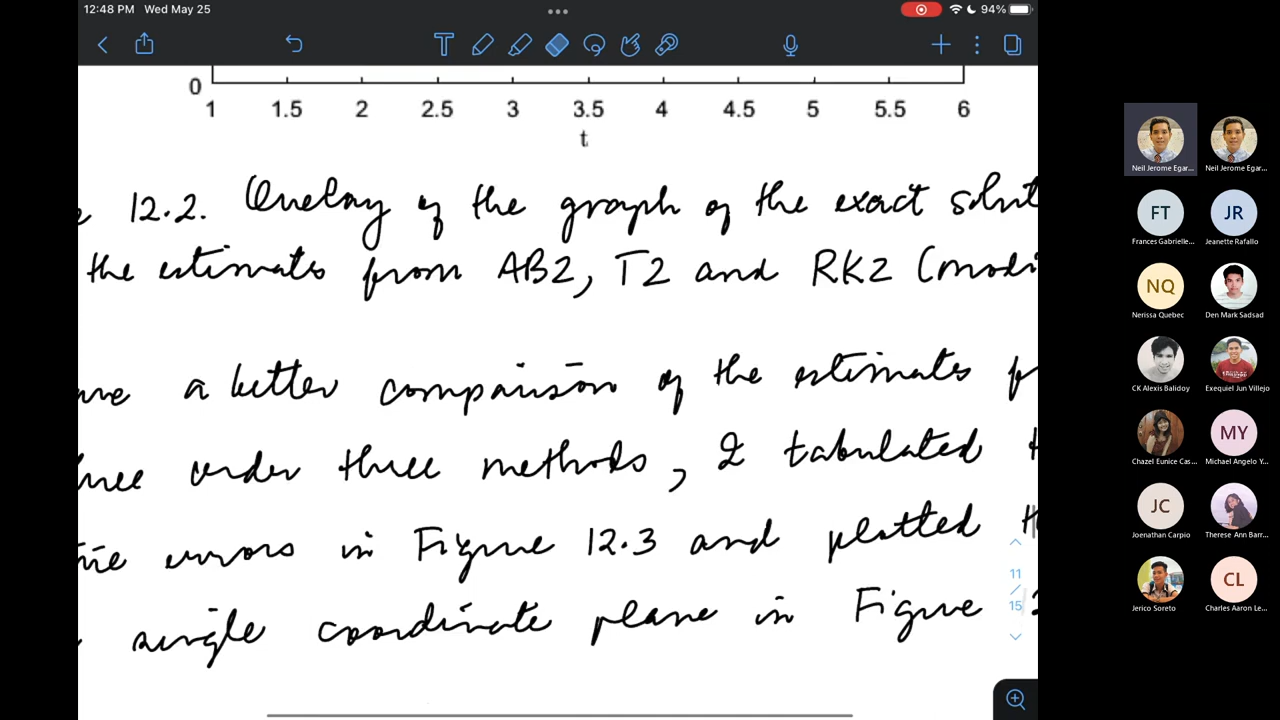 12:48 PM Wed May 25
94%
0
1 1.5 2 2.5 3 3.5 4 4.5 5 5.5 6
t
12.2. Overlay of the graph of the exact solut
the estimates from AB2, T2 and RK2 (modi
a better comparison of the estimates
order three methods, I tabulated
errors in Figure 12.3 and plotted
single coordinate plane in Figure
11
/
15
Neil Jerome Egar... Neil Jerome Egar...
FT JR
Frances Gabrielle... Jeanette Rafallo
NQ
Nerissa Quebec Den Mark Sadsad
CK Alexis Balidoy Exequiel Jun Villejo
MY
Chazel Eunice Cas... Michael Angelo Y...
JC
Joenathan Carpio Therese Ann Barr...
CL
Jerico Soreto Charles Aaron Le...